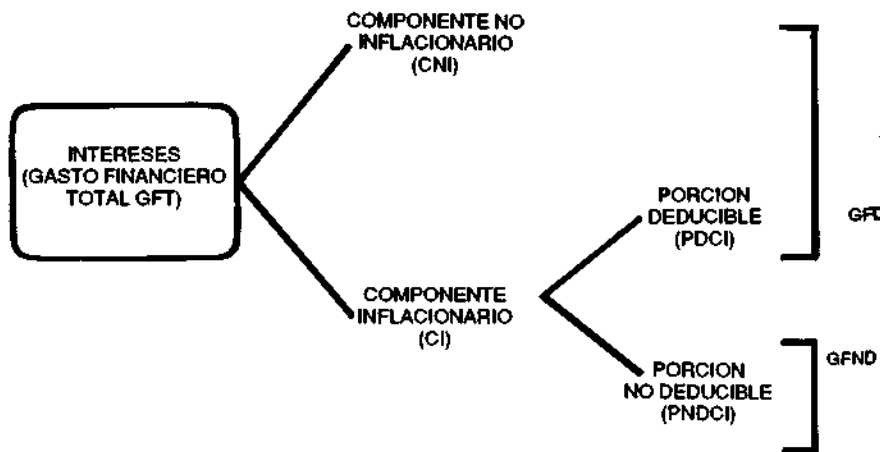 COMPONENTE NO
INFLACIONARIO
(CNI)
INTERESES
(GASTO FINANCIERO
TOTAL GFT)
PORCION
DEDUCIBLE
(PDCI)
COMPONENTE
INFLACIONARIO
(CI)
PORCION
NO DEDUCIBLE
(PNDCI)
GFND